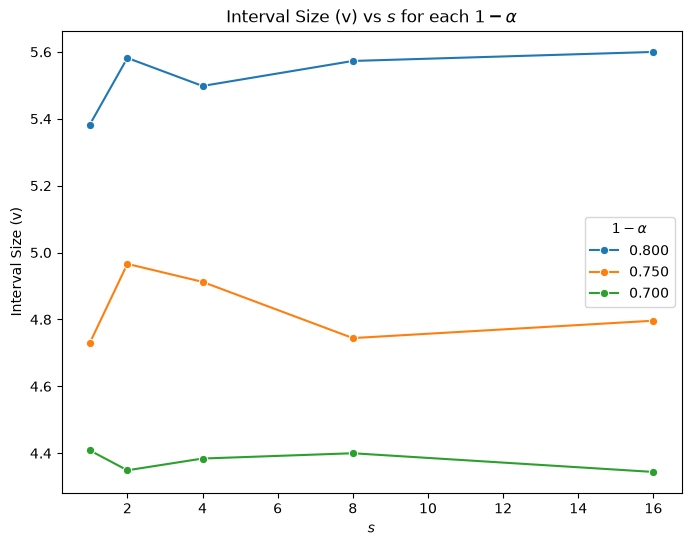 Interval Size (v) vs s for each 1 − α
5.6
5.4
5.2
5.0
4.8
4.6
4.4
Interval Size (v)
1 − α
0.800
0.750
0.700
2 4 6 8 10 12 14 16
s